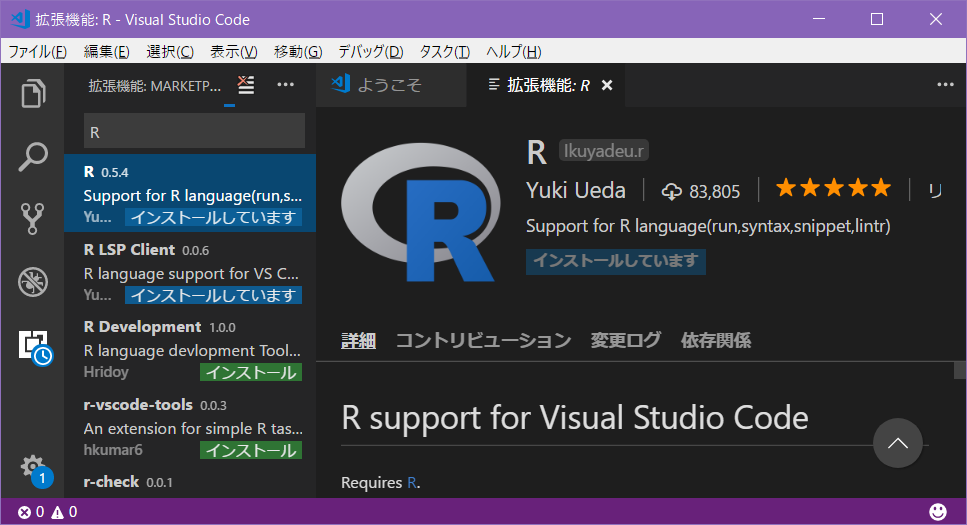 拡張機能: R - Visual Studio Code
ファイル(F) 編集(E) 選択(C) 表示(V) 移動(G) デバッグ(D) タスク(T) ヘルプ(H)
拡張機能: MARKETP...
R
R 0.5.4
Support for R language(run,s...
Yu... インストールしています
R LSP Client 0.0.6
R language support for VS C...
Yu... インストールしています
R Development 1.0.0
R language devlopment Tool...
Hridoy インストール
r-vscode-tools 0.0.3
An extension for simple R tas...
hkumar6 インストール
r-check 0.0.1
1
ようこそ 拡張機能: R
R
R Ikuyadeu.r
Yuki Ueda 83,805 リ
Support for R language(run,syntax,snippet,lintr)
インストールしています
詳細 コントリビューション 変更ログ 依存関係
R support for Visual Studio Code
Requires R.
0 0